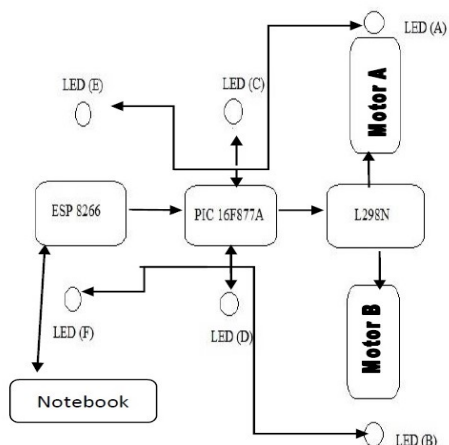 LED (A)
LED (E)
LED (C)
Motor A
ESP 8266
PIC 16F877A
L298N
LED (F)
LED (D)
Motor B
Notebook
LED (B)